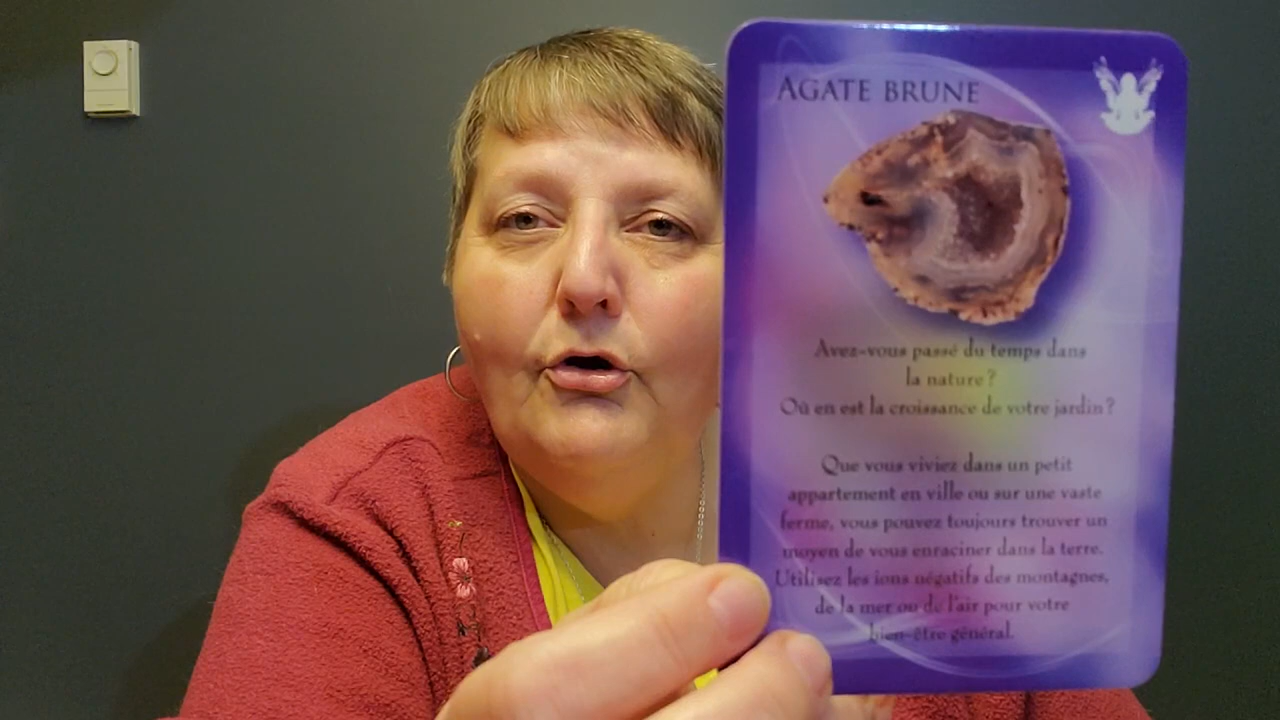 AGATE BRUNE
Avez-vous passé du temps dans
la nature ?
Où en est la croissance de votre jardin ?
Que vous viviez dans un petit
appartement en ville ou sur une vaste
ferme, vous pouvez toujours trouver un
moyen de vous enraciner dans la terre.
Utilisez les ions négatifs des montagnes,
de la mer ou de l'air pour votre
bien-être général.